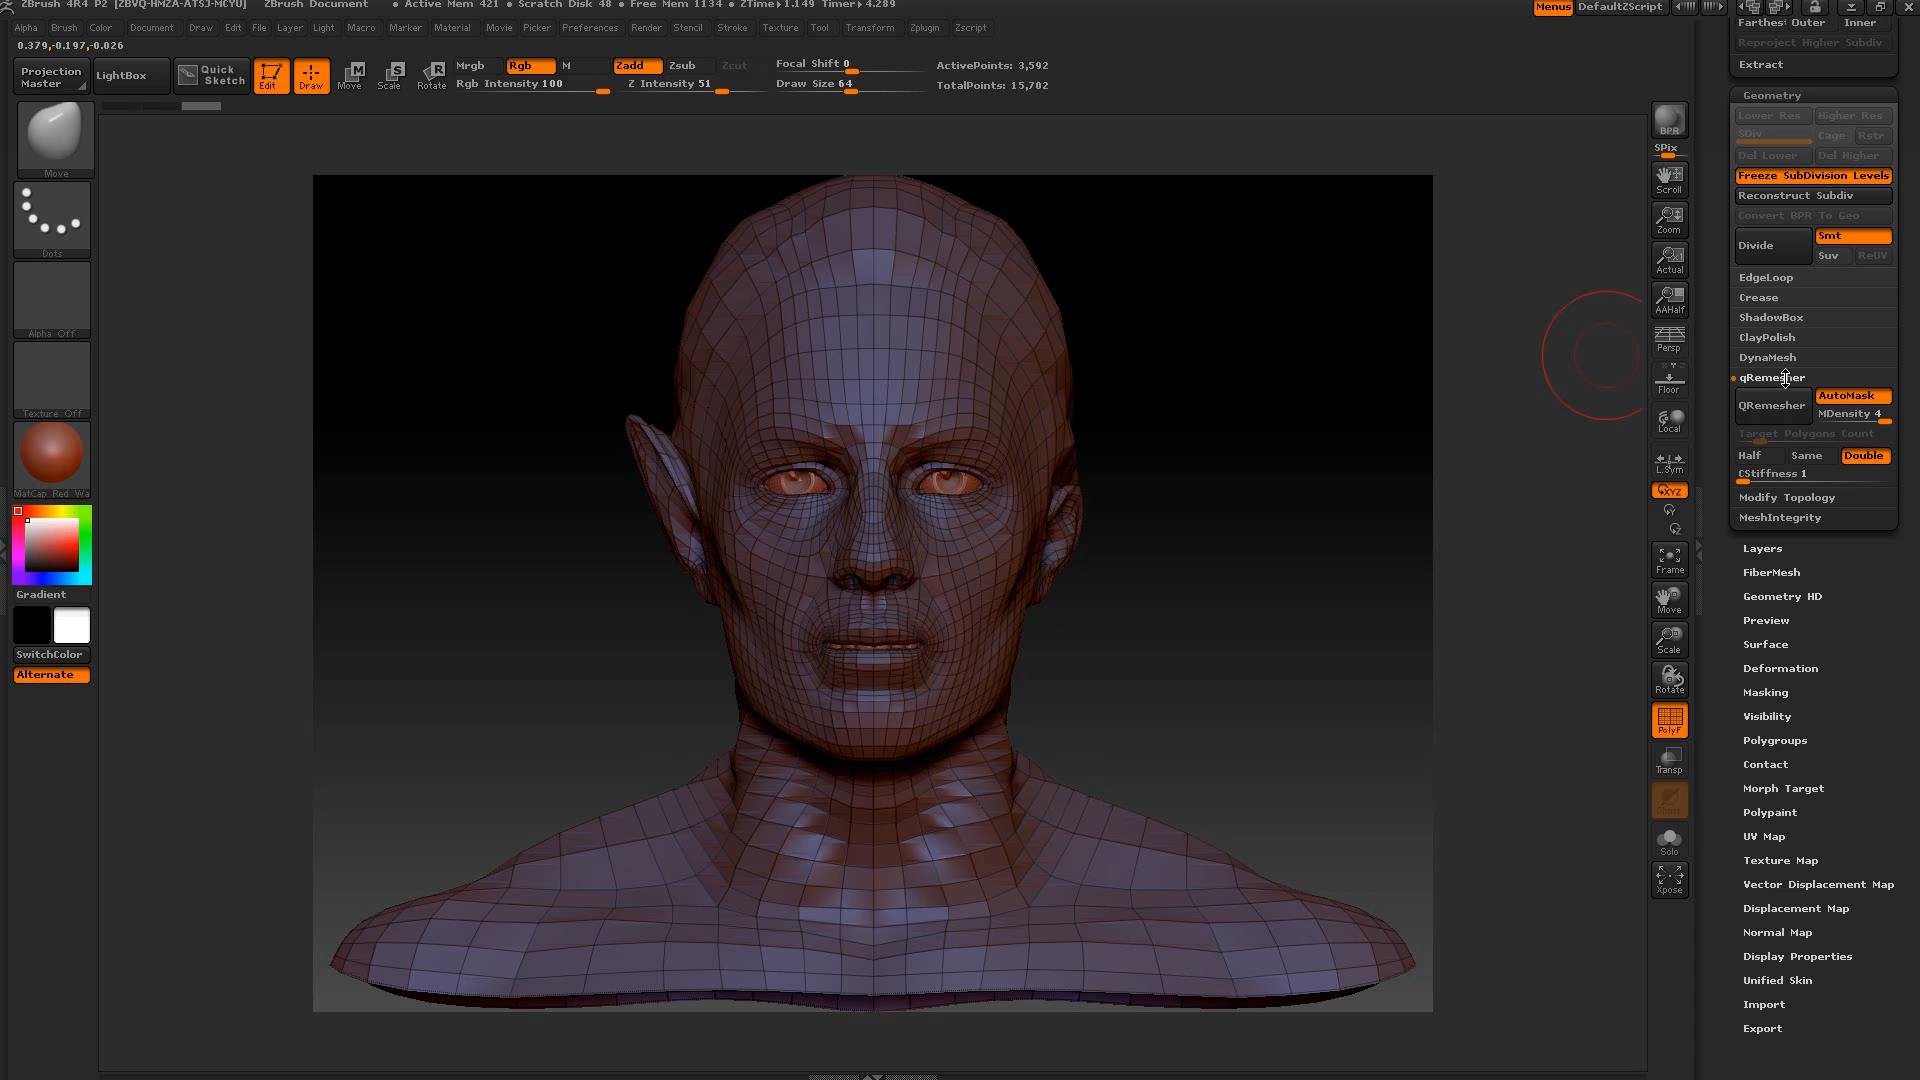 ZBrush 4R4 P2 [ZBVQ-HMZA-ATSJ-MCYU] ZBrush Document • Active Mem 421 • Scratch Disk 48 • Free Mem 1134 • ZTime▸1.149 Timer▸4.289 Menus DefaultZScript
Alpha Brush Color Document Draw Edit File Layer Light Macro Marker Material Movie Picker Preferences Render Stencil Stroke Texture Tool Transform Zplugin Zscript
0.379,-0.197,-0.026
Projection Master
LightBox
Quick Sketch
Edit
Draw
Move
Scale
Rotate
Mrgb Rgb M
Rgb Intensity 100
Zadd Zsub Zcut
Z Intensity 51
Focal Shift 0
Draw Size 64
ActivePoints: 3,592
TotalPoints: 15,702
Move
Dots
Alpha Off
Texture Off
MatCap Red Wa
Gradient
SwitchColor
Alternate
BPR
SPix
Scroll
Zoom
Actual
AAHalf
Persp
Floor
Local
L.Sym
XYZ
Y
Z
Frame
Move
Scale
Rotate
PolyF
Transp
Ghost
Solo
Xpose
Farthest Outer Inner
Reproject Higher Subdiv
Extract
Geometry
Lower Res Higher Res
SDiv Cage Rstr
Del Lower Del Higher
Freeze SubDivision Levels
Reconstruct Subdiv
Convert BPR To Geo
Divide Smt
Suv ReUV
EdgeLoop
Crease
ShadowBox
ClayPolish
DynaMesh
qRemesher
QRemesher AutoMask
MDensity 4
Target Polygons Count
Half Same Double
CStiffness 1
Modify Topology
MeshIntegrity
Layers
FiberMesh
Geometry HD
Preview
Surface
Deformation
Masking
Visibility
Polygroups
Contact
Morph Target
Polypaint
UV Map
Texture Map
Vector Displacement Map
Displacement Map
Normal Map
Display Properties
Unified Skin
Import
Export